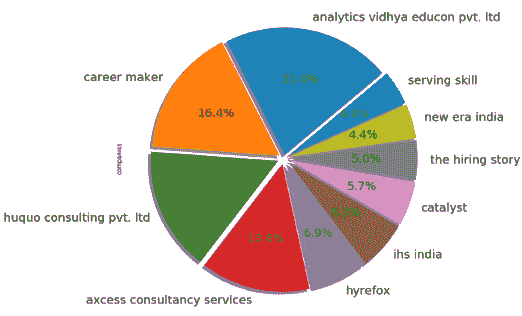 analytics vidhya educon pvt. ltd
21.4%
career maker
16.4%
serving skill
new era india
4.4%
the hiring story
5.0%
catalyst
5.7%
ihs india
hyrefox
6.9%
axcess consultancy services
huquo consulting pvt. ltd
companies